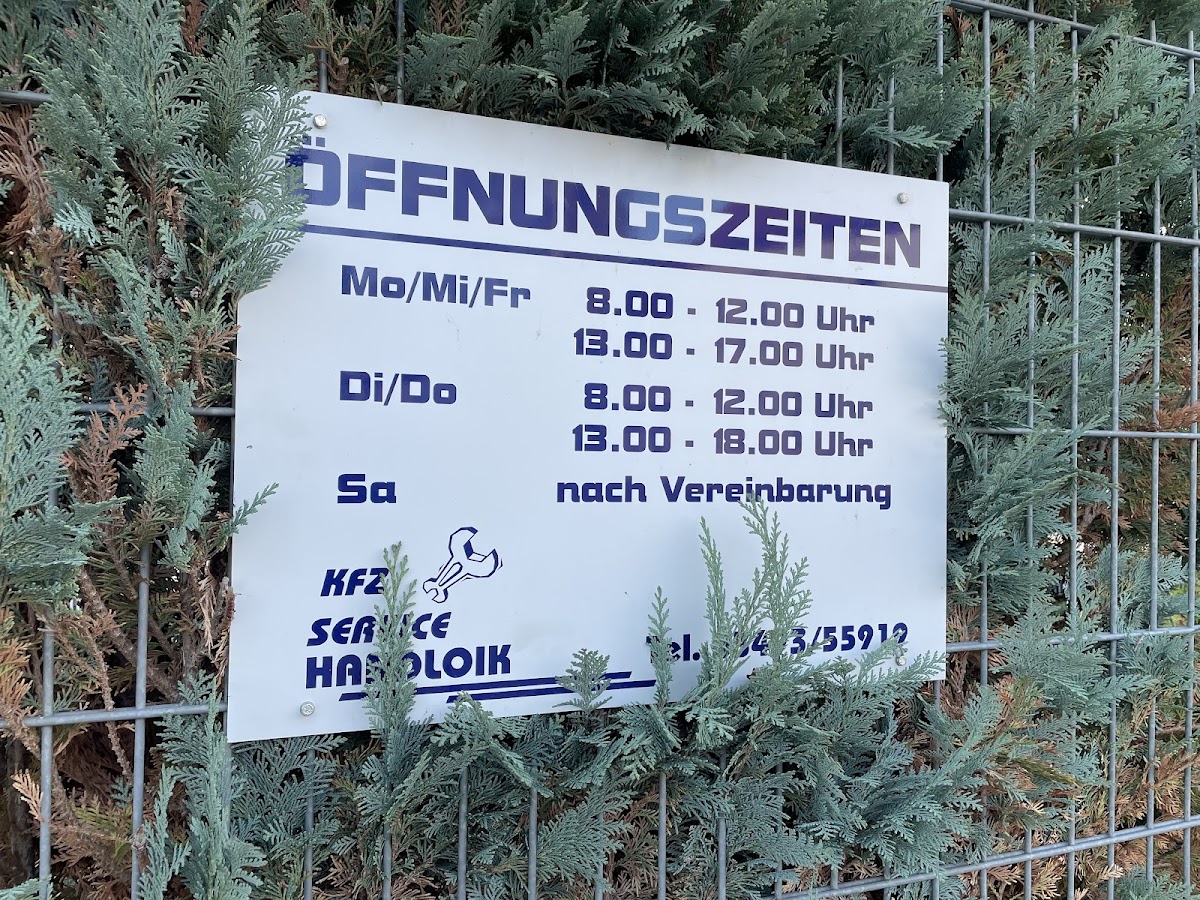 ÖFFNUNGSZEITEN
Mo/Mi/Fr 8.00 - 12.00 Uhr
13.00 - 17.00 Uhr
Di/Do 8.00 - 12.00 Uhr
13.00 - 18.00 Uhr
Sa nach Vereinbarung
KFZ
SERVICE
Tel.